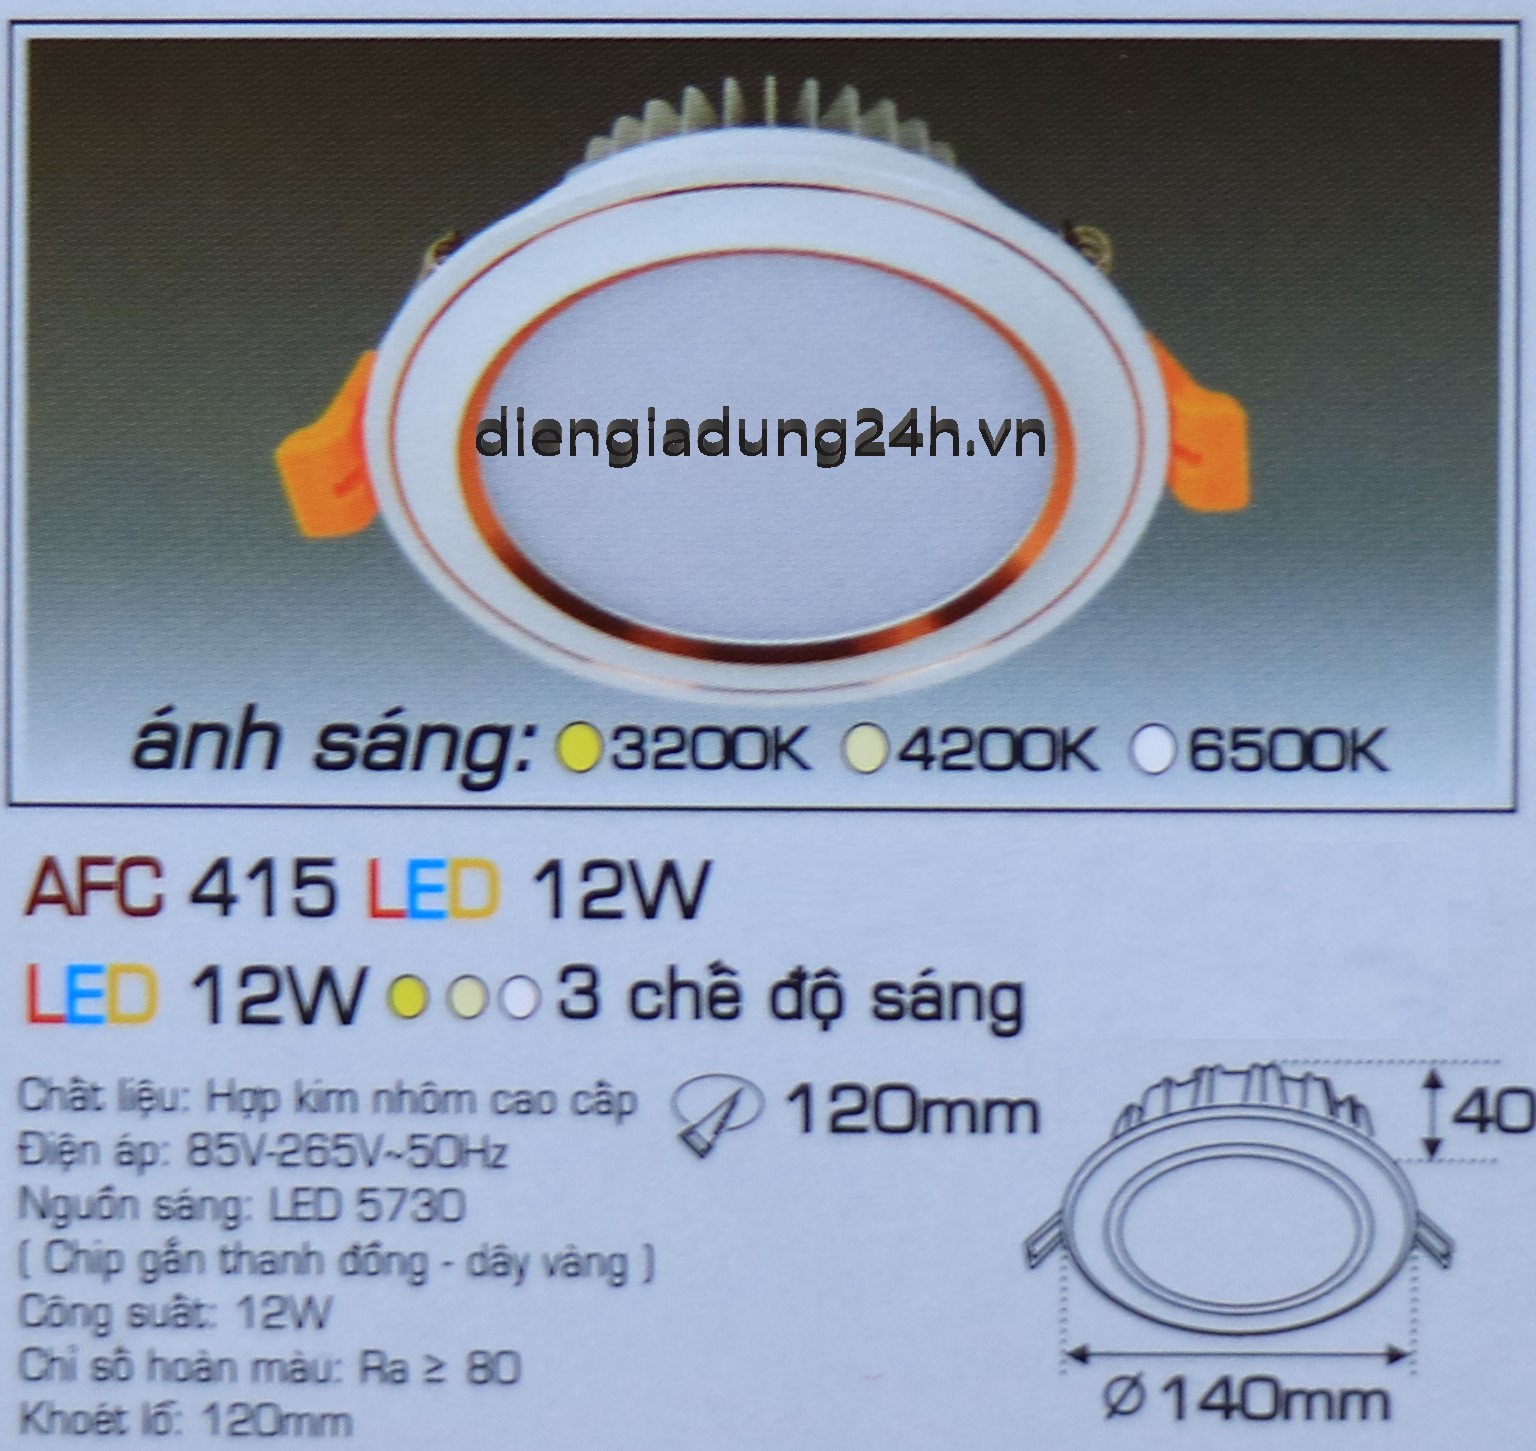 diengiadung24h.vn
ánh sáng: 3200K 4200K 6500K
AFC 415 LED 12W
LED 12W 3 chế độ sáng
Chất liệu: Hợp kim nhôm cao cấp
120mm
40
Điện áp: 85V-265V~50Hz
Nguồn sáng: LED 5730
( Chip gắn thanh đồng - dây vàng )
Công suất: 12W
Chỉ số hoàn màu: Ra ≥ 80
Khoét lổ: 120mm
Ø 140mm